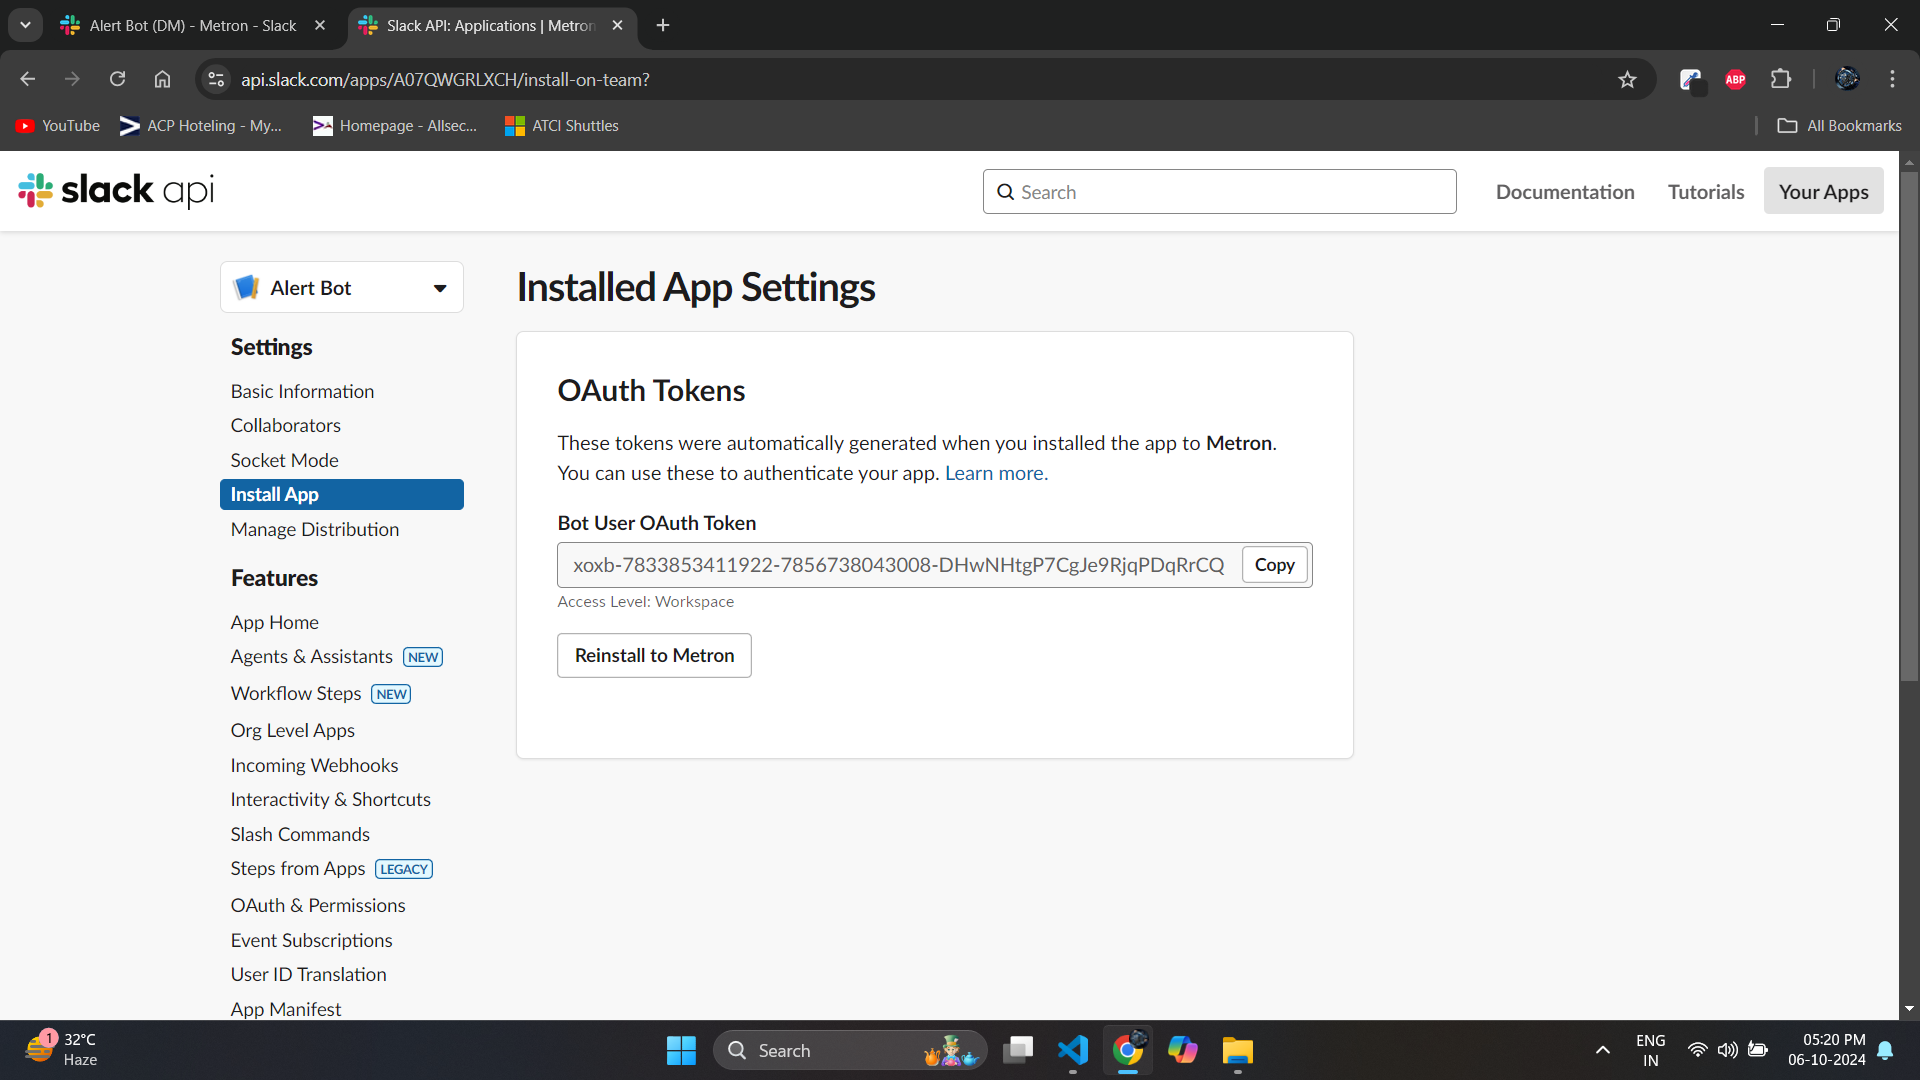 Alert Bot (DM) - Metron - Slack
Slack API: Applications | Metron
api.slack.com/apps/A07QWGRLXCH/install-on-team?
ABP
YouTube
ACP Hoteling - My...
Homepage - Allsec...
ATCI Shuttles
All Bookmarks
slack api
Search
Documentation
Tutorials
Your Apps
Alert Bot
Settings
Basic Information
Collaborators
Socket Mode
Install App
Manage Distribution
Features
App Home
Agents & Assistants NEW
Workflow Steps NEW
Org Level Apps
Incoming Webhooks
Interactivity & Shortcuts
Slash Commands
Steps from Apps LEGACY
OAuth & Permissions
Event Subscriptions
User ID Translation
App Manifest
Installed App Settings
OAuth Tokens
These tokens were automatically generated when you installed the app to Metron.
You can use these to authenticate your app. Learn more.
Bot User OAuth Token
xoxb-7833853411922-7856738043008-DHwNHtgP7CgJe9RjqPDqRrCQ
Copy
Access Level: Workspace
Reinstall to Metron
1
32°C
Haze
Search
ENG
IN
05:20 PM
06-10-2024